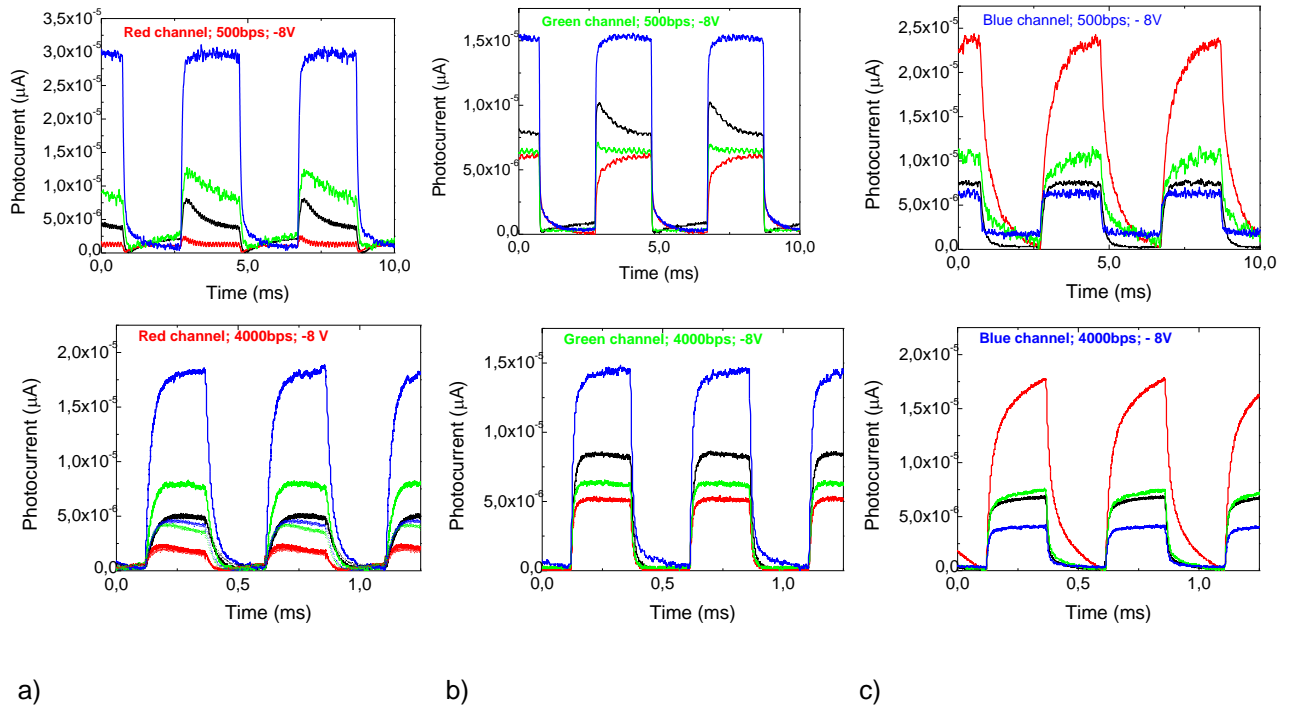 Red channel; 500bps; -8V
3,5x10-5
3,0x10-5
2,5x10-5
2,0x10-5
1,5x10-5
1,0x10-5
5,0x10-6
0,0
Photocurrent (μA)
0,0 5,0 10,0
Time (ms)
Green channel; 500bps; -8V
1,5x10-5
1,0x10-5
5,0x10-6
0,0
Photocurrent (μA)
0,0 5,0 10,0
Time (ms)
Blue channel; 500bps; - 8V
2,5x10-5
2,0x10-5
1,5x10-5
1,0x10-5
5,0x10-6
0,0
Photocurrent (μA)
0,0 5,0 10,0
Time (ms)
Red channel; 4000bps; -8 V
2,0x10-5
1,5x10-5
1,0x10-5
5,0x10-6
0,0
Photocurrent (μA)
0,0 0,5 1,0
Time (ms)
Green channel; 4000bps; -8V
1,5x10-5
1,0x10-5
5,0x10-6
0,0
Photocurrent (μA)
0,0 0,5 1,0
Time (ms)
Blue channel; 4000bps; - 8V
2,0x10-5
1,5x10-5
1,0x10-5
5,0x10-6
0,0
Photocurrent (μA)
0,0 0,5 1,0
Time (ms)
a) b) c)